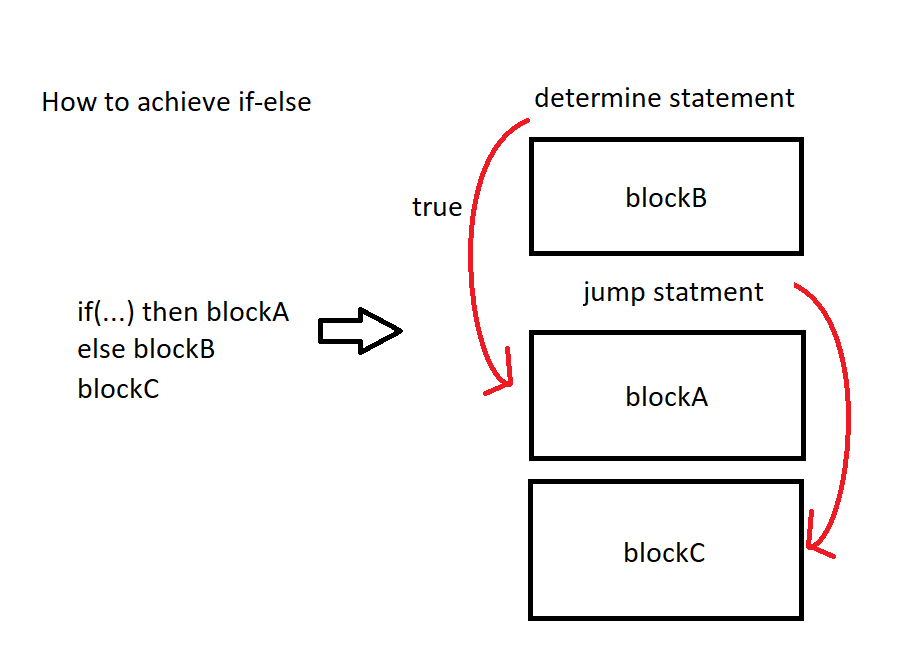 How to achieve if-else
determine statement
true
blockB
if(...) then blockA
else blockB
blockC
jump statment
blockA
blockC